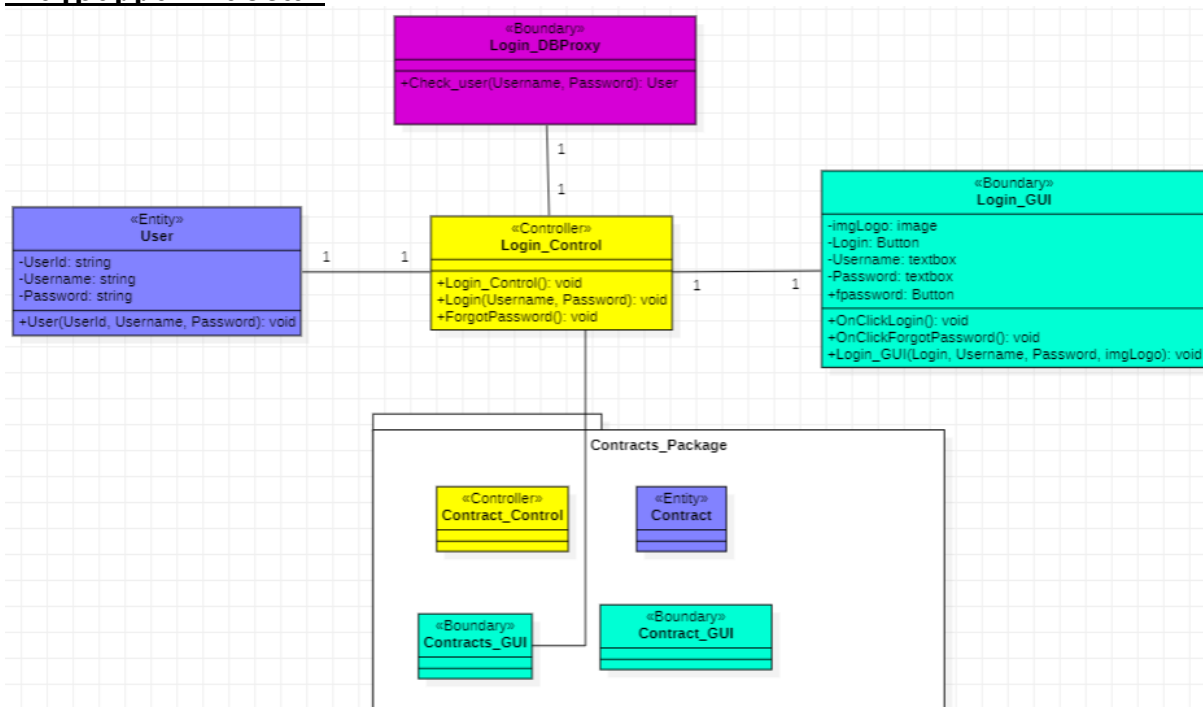 «Boundary»
Login_DBProxy
+Check_user(Username, Password): User
1
1
«Entity»
User
-UserId: string
-Username: string
-Password: string
+User(UserId, Username, Password): void
1
1
«Controller»
Login_Control
+Login_Control(): void
+Login(Username, Password): void
+ForgotPassword(): void
1
1
«Boundary»
Login_GUI
-imgLogo: image
-Login: Button
-Username: textbox
-Password: textbox
+fpassword: Button
+OnClickLogin(): void
+OnClickForgotPassword(): void
+Login_GUI(Login, Username, Password, imgLogo): void
Contracts_Package
«Controller»
Contract_Control
«Entity»
Contract
«Boundary»
Contracts_GUI
«Boundary»
Contract_GUI